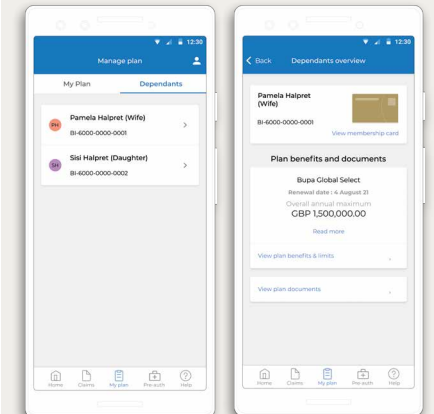 12:30
Manage plan
My Plan
Dependants
PH
Pamela Halpret (Wife)
BI-6000-0000-0001
SH
Sisi Halpret (Daughter)
BI-6000-0000-0002
Home
Claims
My plan
Pre-auth
Help
12:30
Back
Dependants overview
Pamela Halpret
(Wife)
BI-6000-0000-0001
View membership card
Plan benefits and documents
Bupa Global Select
Renewal date : 4 August 21
Overall annual maximum
GBP 1,500,000.00
Read more
View plan benefits & limits
View plan documents
Home
Claims
My plan
Pre-auth
Help